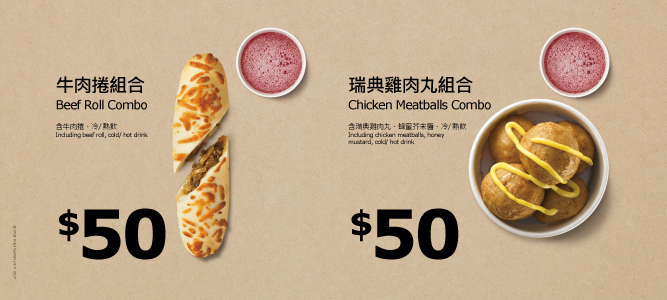 牛肉捲組合
Beef Roll Combo
含牛肉捲、冷/熱飲
Including beef roll, cold/ hot drink
$50
瑞典雞肉丸組合
Chicken Meatballs Combo
含瑞典雞肉丸、蜂蜜芥末醬、冷/熱飲
Including chicken meatballs, honey
mustard, cold/ hot drink
$50